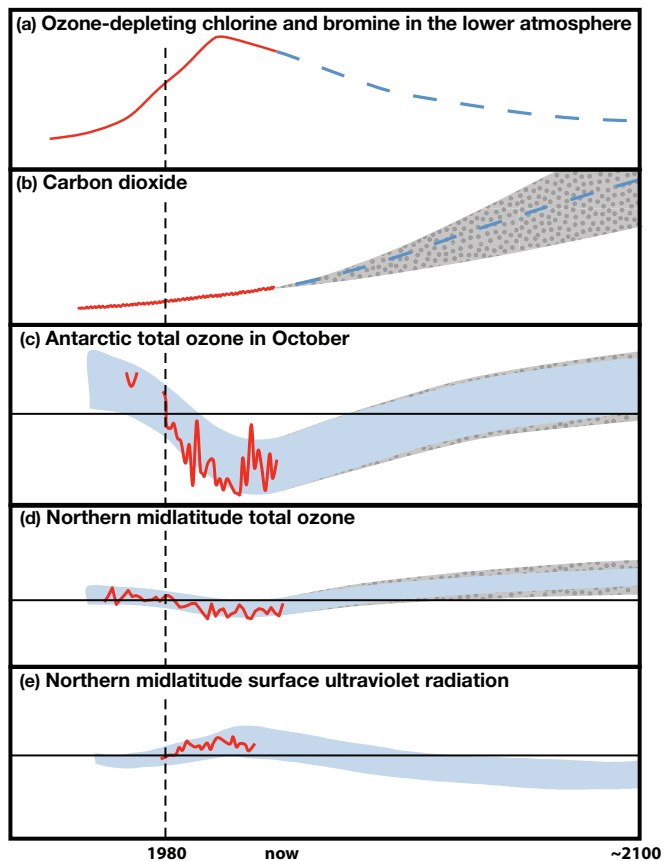 (a) Ozone-depleting chlorine and bromine in the lower atmosphere
(b) Carbon dioxide
(c) Antarctic total ozone in October
(d) Northern midlatitude total ozone
(e) Northern midlatitude surface ultraviolet radiation
1980 now ~2100